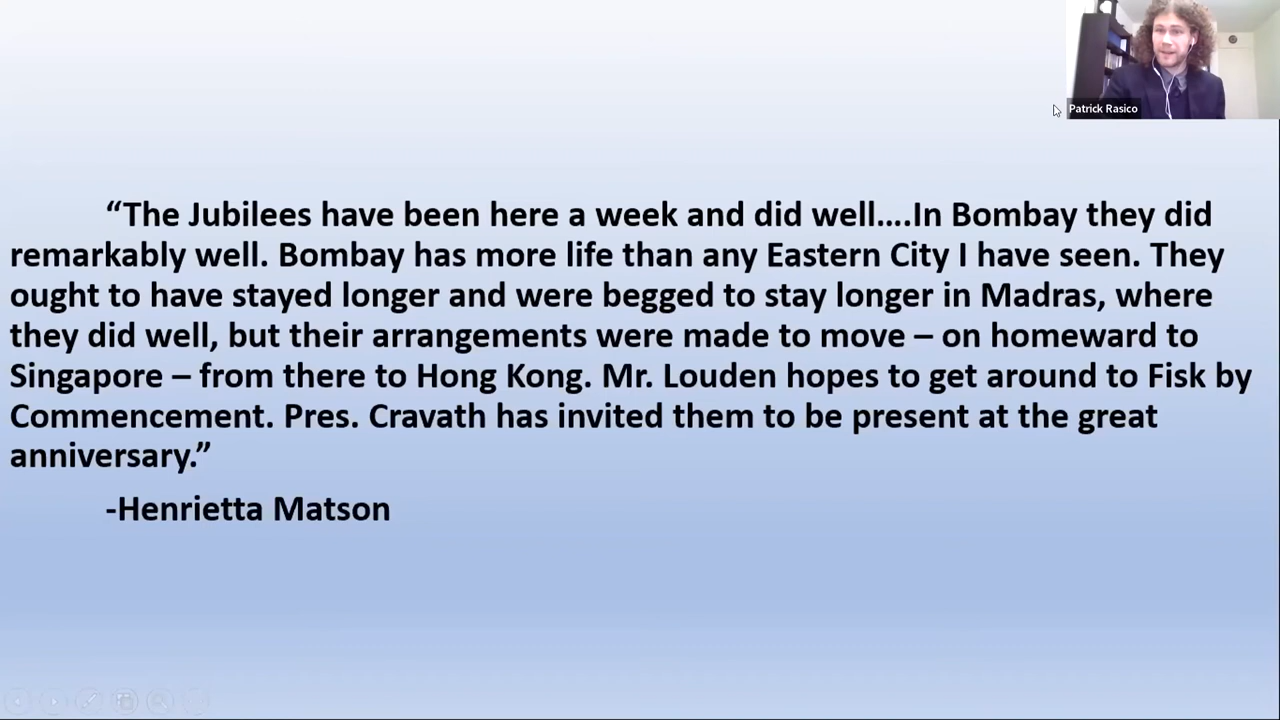 Patrick Rasico
“The Jubilees have been here a week and did well….In Bombay they did
remarkably well. Bombay has more life than any Eastern City I have seen. They
ought to have stayed longer and were begged to stay longer in Madras, where
they did well, but their arrangements were made to move – on homeward to
Singapore – from there to Hong Kong. Mr. Louden hopes to get around to Fisk by
Commencement. Pres. Cravath has invited them to be present at the great
anniversary.”
-Henrietta Matson